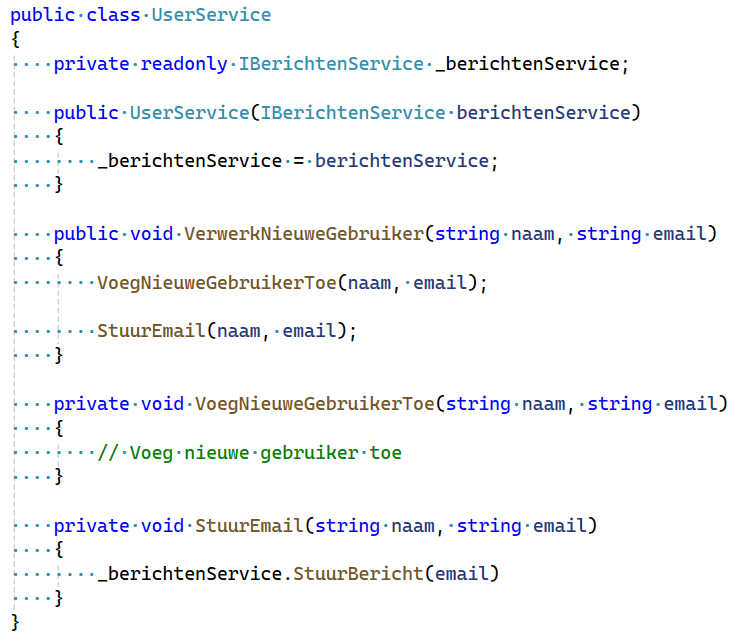 public class UserService
{
    private readonly IBerichtenService _berichtenService;

    public UserService(IBerichtenService berichtenService)
    {
        _berichtenService = berichtenService;
    }

    public void VerwerkNieuweGebruiker(string naam, string email)
    {
        VoegNieuweGebruikerToe(naam, email);

        StuurEmail(naam, email);
    }

    private void VoegNieuweGebruikerToe(string naam, string email)
    {
        // Voeg nieuwe gebruiker toe
    }

    private void StuurEmail(string naam, string email)
    {
        _berichtenService.StuurBericht(email)
    }
}